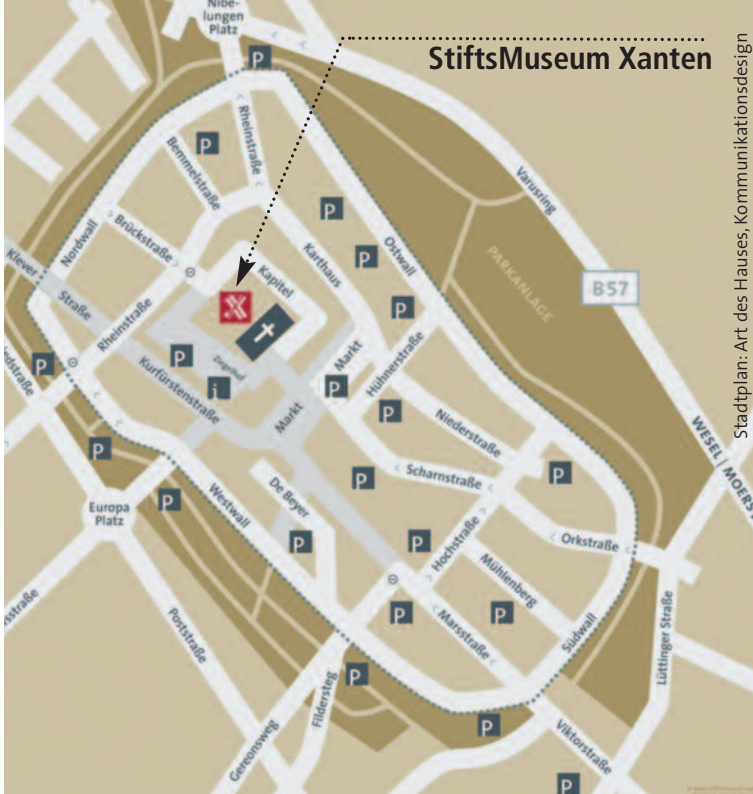 Nibe-
lungen
Platz
StiftsMuseum Xanten
Stadtplan: Art des Hauses, Kommunikationsdesign
P
Rheinstraße
P
Bemmelstraße
Varusring
P
Ostwall
Nordwall
Brückstraße
P
Karthaus
PARKANLAGE
Klever
Straße
Kapitel
B57
X
P
Rheinstraße
P
Markt
Hühnerstraße
P
Ziegelhof
i
Kurfürstenstraße
P
Markt
P
Niederstraße
WESEL | MOERS
P
Scharnstraße
P
P
De Beyer
Europa
Platz
P
Westwall
P
P
Hochstraße
Orkstraße
Mühlenberg
P
P
Marsstraße
Südwall
Lüttinger Straße
Poststraße
P
Fildersteg
Gereonsweg
P
Viktorstraße
P